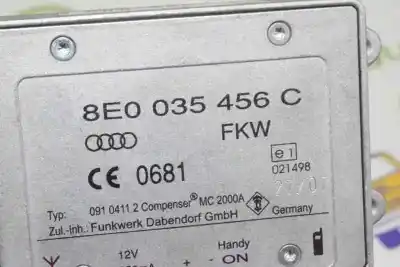 8E0 035 456 C
FKW
CE 0681
e1
021498
Typ: 091 0411 2 Compenser® MC 2000A
Zul.-Inh.: Funkwerk Dabendorf GmbH
Germany
12V
Handy
+ - ON